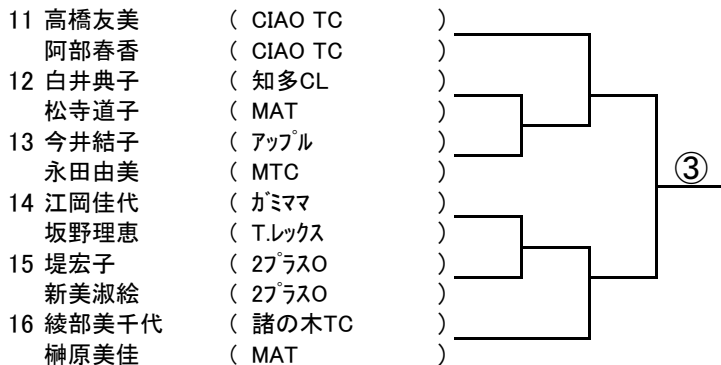 11 高橋友美 ( CIAO TC )
阿部春香 ( CIAO TC )
12 白井典子 ( 知多CL )
松寺道子 ( MAT )
13 今井結子 ( アップル )
永田由美 ( MTC )
③
14 江岡佳代 ( ガミママ )
坂野理恵 ( T.レックス )
15 堤宏子 ( 2プラスO )
新美淑絵 ( 2プラスO )
16 綾部美千代 ( 諸の木TC )
榊原美佳 ( MAT )